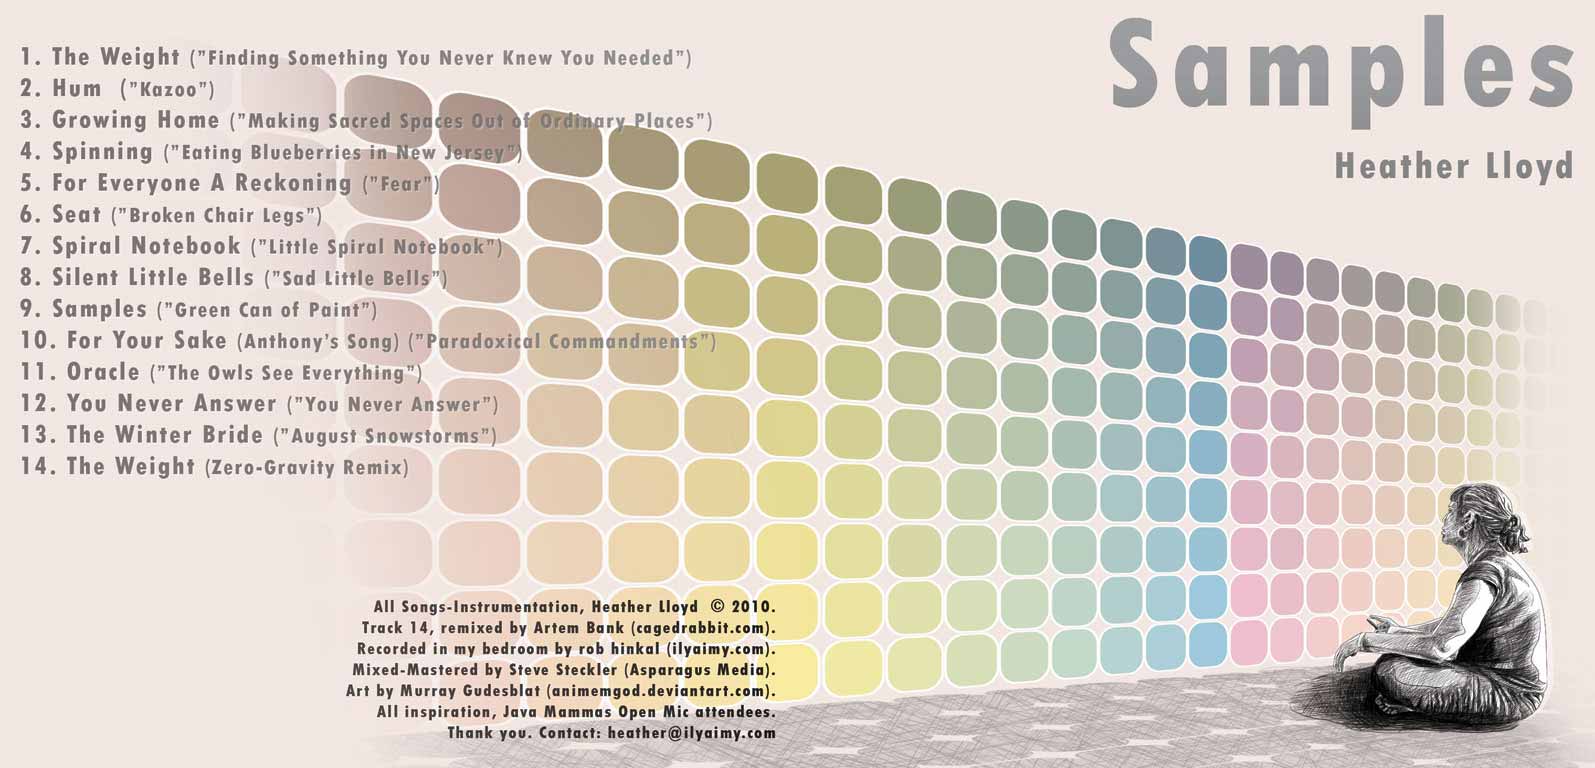 Samples
Heather Lloyd
1. The Weight ("Finding Something You Never Knew You Needed")
2. Hum ("Kazoo")
3. Growing Home ("Making Sacred Spaces Out of Ordinary Places")
4. Spinning ("Eating Blueberries in New Jersey")
5. For Everyone A Reckoning ("Fear")
6. Seat ("Broken Chair Legs")
7. Spiral Notebook ("Little Spiral Notebook")
8. Silent Little Bells ("Sad Little Bells")
9. Samples ("Green Can of Paint")
10. For Your Sake (Anthony's Song) ("Paradoxical Commandments")
11. Oracle ("The Owls See Everything")
12. You Never Answer ("You Never Answer")
13. The Winter Bride ("August Snowstorms")
14. The Weight (Zero-Gravity Remix)
All Songs-Instrumentation, Heather Lloyd © 2010.
Track 14, remixed by Artem Bank (cagedrabbit.com).
Recorded in my bedroom by rob hinkal (ilyaimy.com).
Mixed-Mastered by Steve Steckler (Asparagus Media).
Art by Murray Gudesblat (animemgod.deviantart.com).
All inspiration, Java Mammas Open Mic attendees.
Thank you. Contact: heather@ilyaimy.com